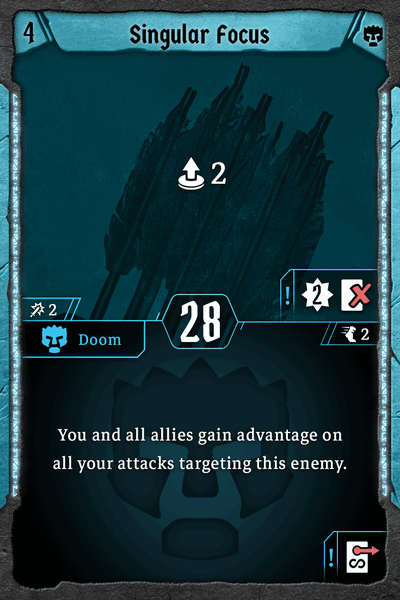 4
Singular Focus
2
! 2
2
28
Doom
2
You and all allies gain advantage on
all your attacks targeting this enemy.
!